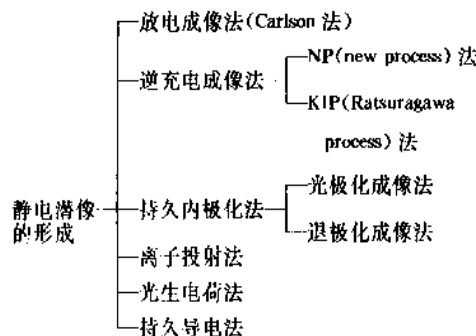 放电成像法(Carlson 法)
逆充电成像法
NP(new process)法
KIP(Ratsuragawa
process)法
静电潜像
的形成
持久内极化法
光极化成像法
退极化成像法
离子投射法
光生电荷法
持久导电法